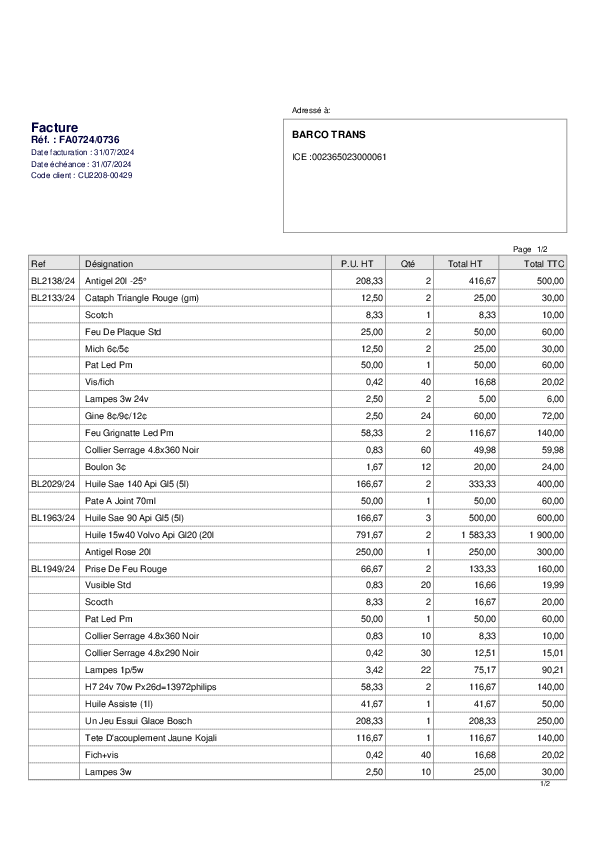 Adressé à:
Facture
Réf. : FA0724/0736
Date facturation : 31/07/2024
Date échéance : 31/07/2024
Code client : CU2208-00429
BARCO TRANS
ICE :002365023000061
Page 1/2
Ref Désignation P.U. HT Qté Total HT Total TTC
BL2138/24 Antigel 20l -25° 208,33 2 416,67 500,00
BL2133/24 Cataph Triangle Rouge (gm) 12,50 2 25,00 30,00
Scotch 8,33 1 8,33 10,00
Feu De Plaque Std 25,00 2 50,00 60,00
Mich 6¢/5¢ 12,50 2 25,00 30,00
Pat Led Pm 50,00 1 50,00 60,00
Vis/fich 0,42 40 16,68 20,02
Lampes 3w 24v 2,50 2 5,00 6,00
Gine 8¢/9¢/12¢ 2,50 24 60,00 72,00
Feu Grignatte Led Pm 58,33 2 116,67 140,00
Collier Serrage 4.8x360 Noir 0,83 60 49,98 59,98
Boulon 3¢ 1,67 12 20,00 24,00
BL2029/24 Huile Sae 140 Api Gl5 (5l) 166,67 2 333,33 400,00
Pate A Joint 70ml 50,00 1 50,00 60,00
BL1963/24 Huile Sae 90 Api Gl5 (5l) 166,67 3 500,00 600,00
Huile 15w40 Volvo Api Gl20 (20l 791,67 2 1 583,33 1 900,00
Antigel Rose 20l 250,00 1 250,00 300,00
BL1949/24 Prise De Feu Rouge 66,67 2 133,33 160,00
Vusible Std 0,83 20 16,66 19,99
Scocth 8,33 2 16,67 20,00
Pat Led Pm 50,00 1 50,00 60,00
Collier Serrage 4.8x360 Noir 0,83 10 8,33 10,00
Collier Serrage 4.8x290 Noir 0,42 30 12,51 15,01
Lampes 1p/5w 3,42 22 75,17 90,21
H7 24v 70w Px26d=13972philips 58,33 2 116,67 140,00
Huile Assiste (1l) 41,67 1 41,67 50,00
Un Jeu Essui Glace Bosch 208,33 1 208,33 250,00
Tete D'acouplement Jaune Kojali 116,67 1 116,67 140,00
Fich+vis 0,42 40 16,68 20,02
Lampes 3w 2,50 10 25,00 30,00
1/2